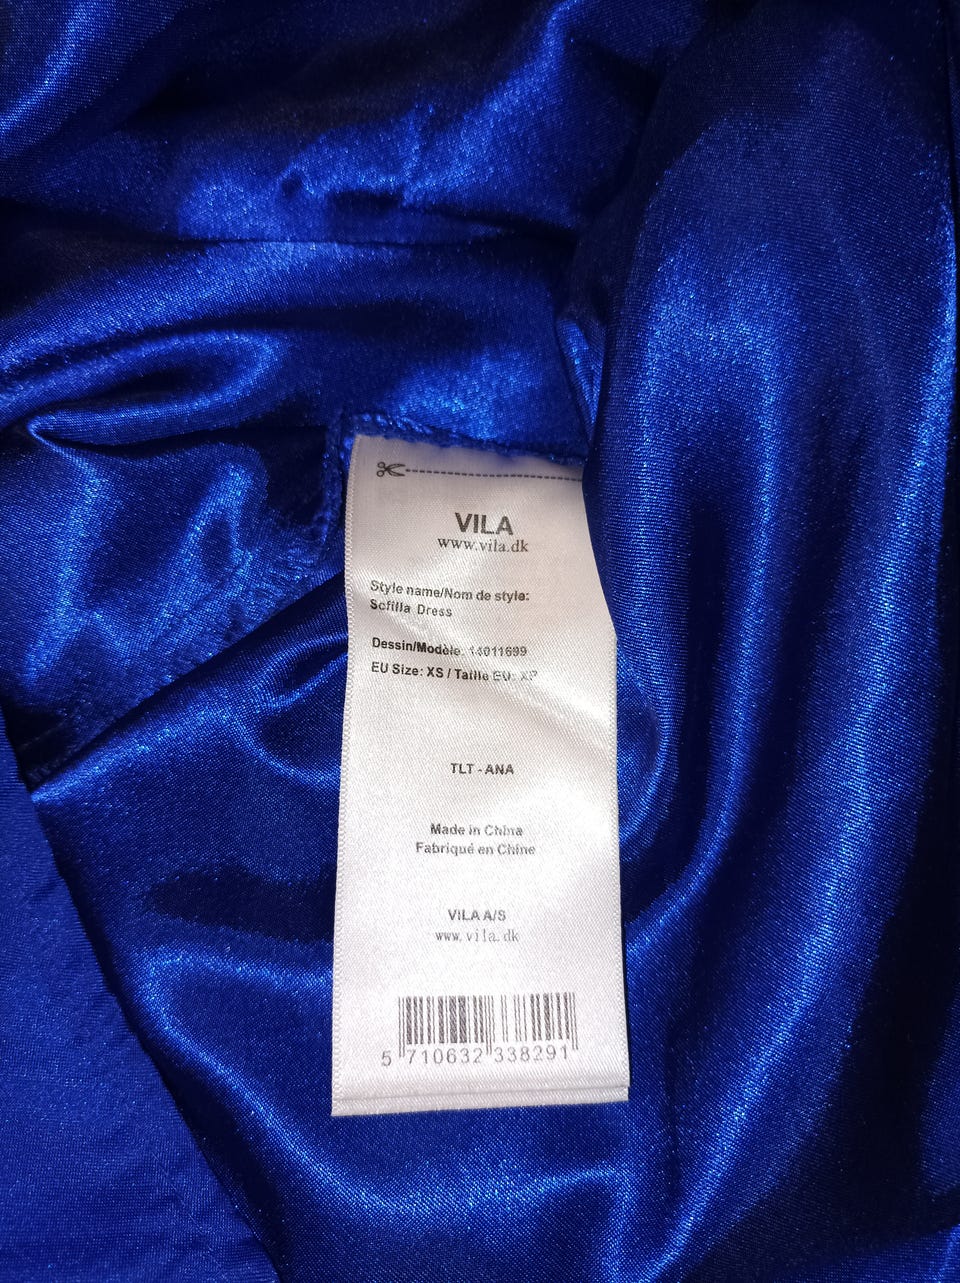 VILA
www.vila.dk
Style name/Nom de style:
Scfilla Dress
Dessin/Modèle: 14011699
EU Size: XS / Taille EU: XP
TLT - ANA
Made in China
Fabriqué en Chine
VILA A/S
www.vila.dk
5 710632 338291